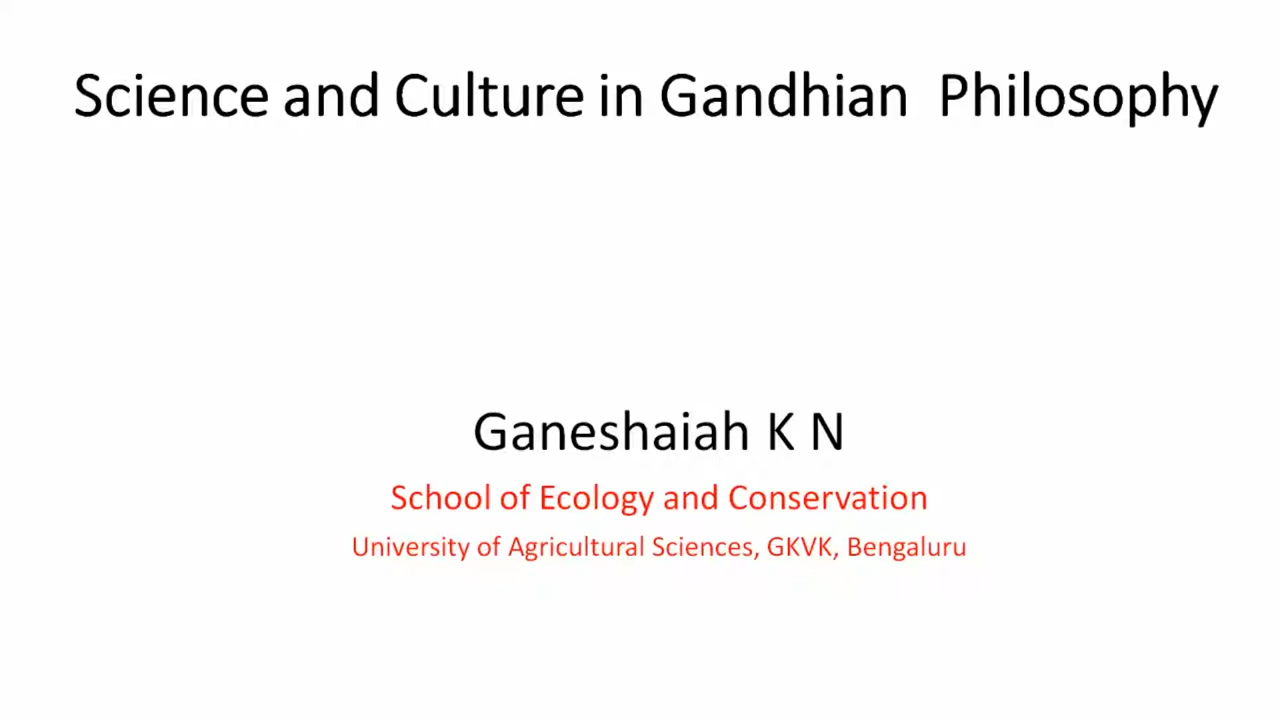 Science and Culture in Gandhian Philosophy
Ganeshaiah K N
School of Ecology and Conservation
University of Agricultural Sciences, GKVK, Bengaluru